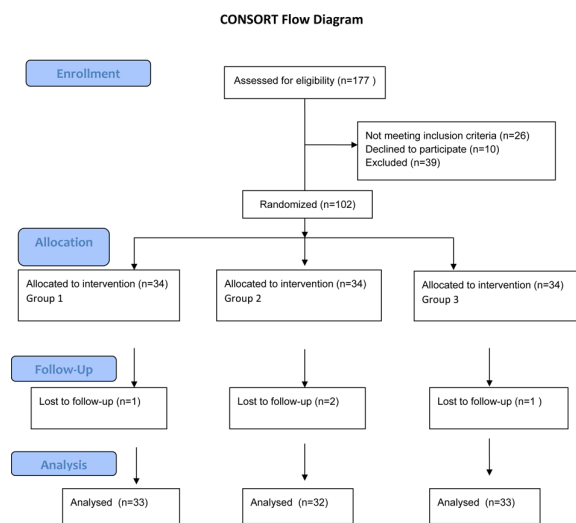 CONSORT Flow Diagram
Enrollment
Assessed for eligibility (n=177 )
Not meeting inclusion criteria (n=26)
Declined to participate (n=10)
Excluded (n=39)
Randomized (n=102)
Allocation
Allocated to intervention (n=34)
Group 1
Allocated to intervention (n=34)
Group 2
Allocated to intervention (n=34)
Group 3
Follow-Up
Lost to follow-up (n=1)
Lost to follow-up (n=2)
Lost to follow-up (n=1 )
Analysis
Analysed (n=33)
Analysed (n=32)
Analysed (n=33)